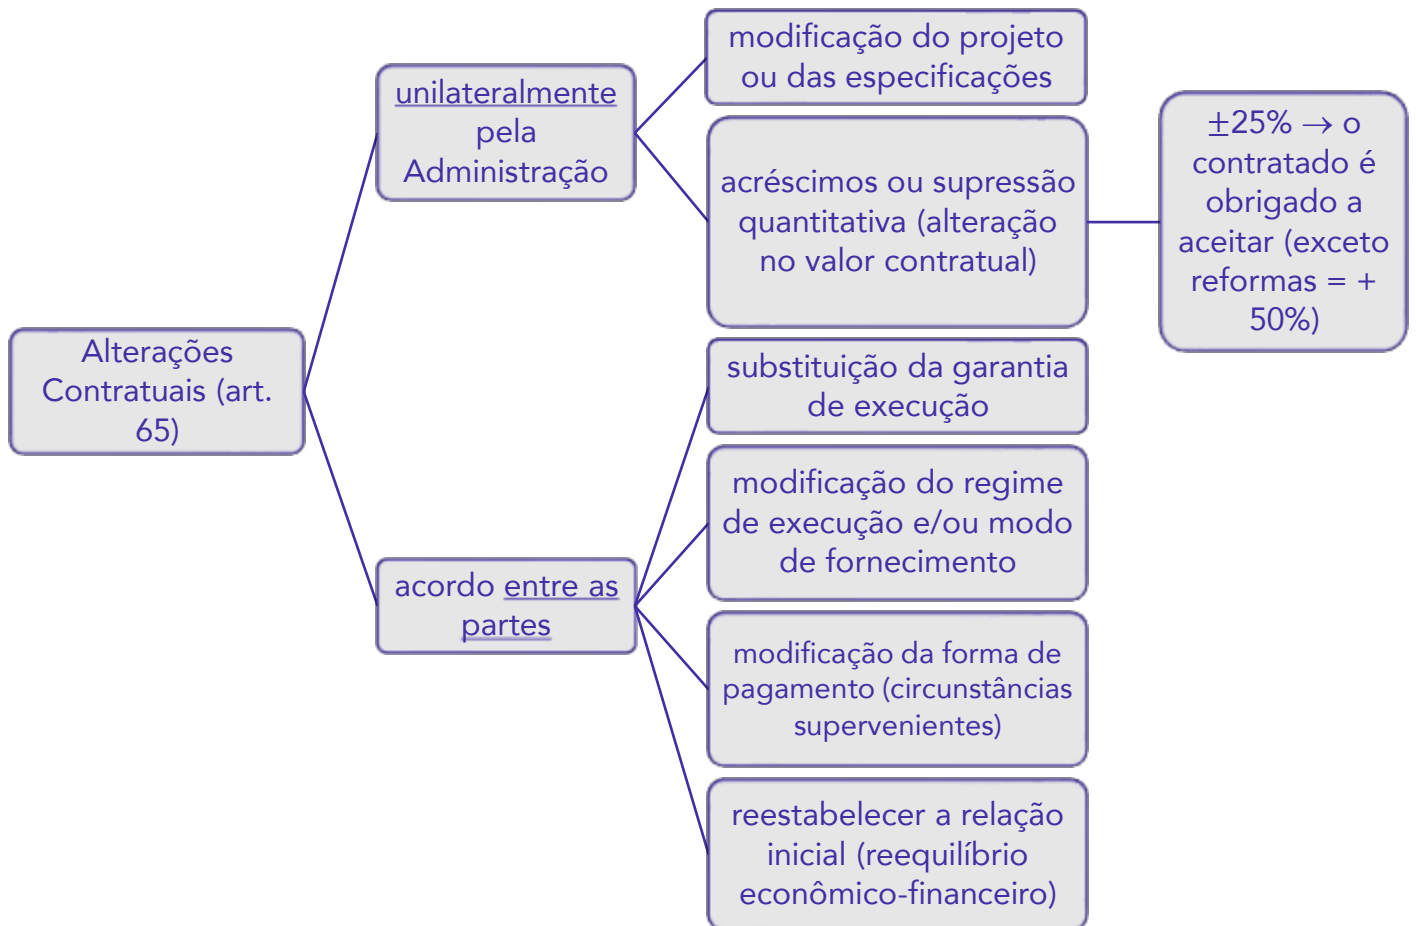 Alterações
Contratuais (art.
65)
unilateralmente
pela
Administração
modificação do projeto
ou das especificações
acréscimos ou supressão
quantitativa (alteração
no valor contratual)
±25% → o
contratado é
obrigado a
aceitar (exceto
reformas = +
50%)
acordo entre as
partes
substituição da garantia
de execução
modificação do regime
de execução e/ou modo
de fornecimento
modificação da forma de
pagamento (circunstâncias
supervenientes)
reestabelecer a relação
inicial (reequilíbrio
econômico-financeiro)